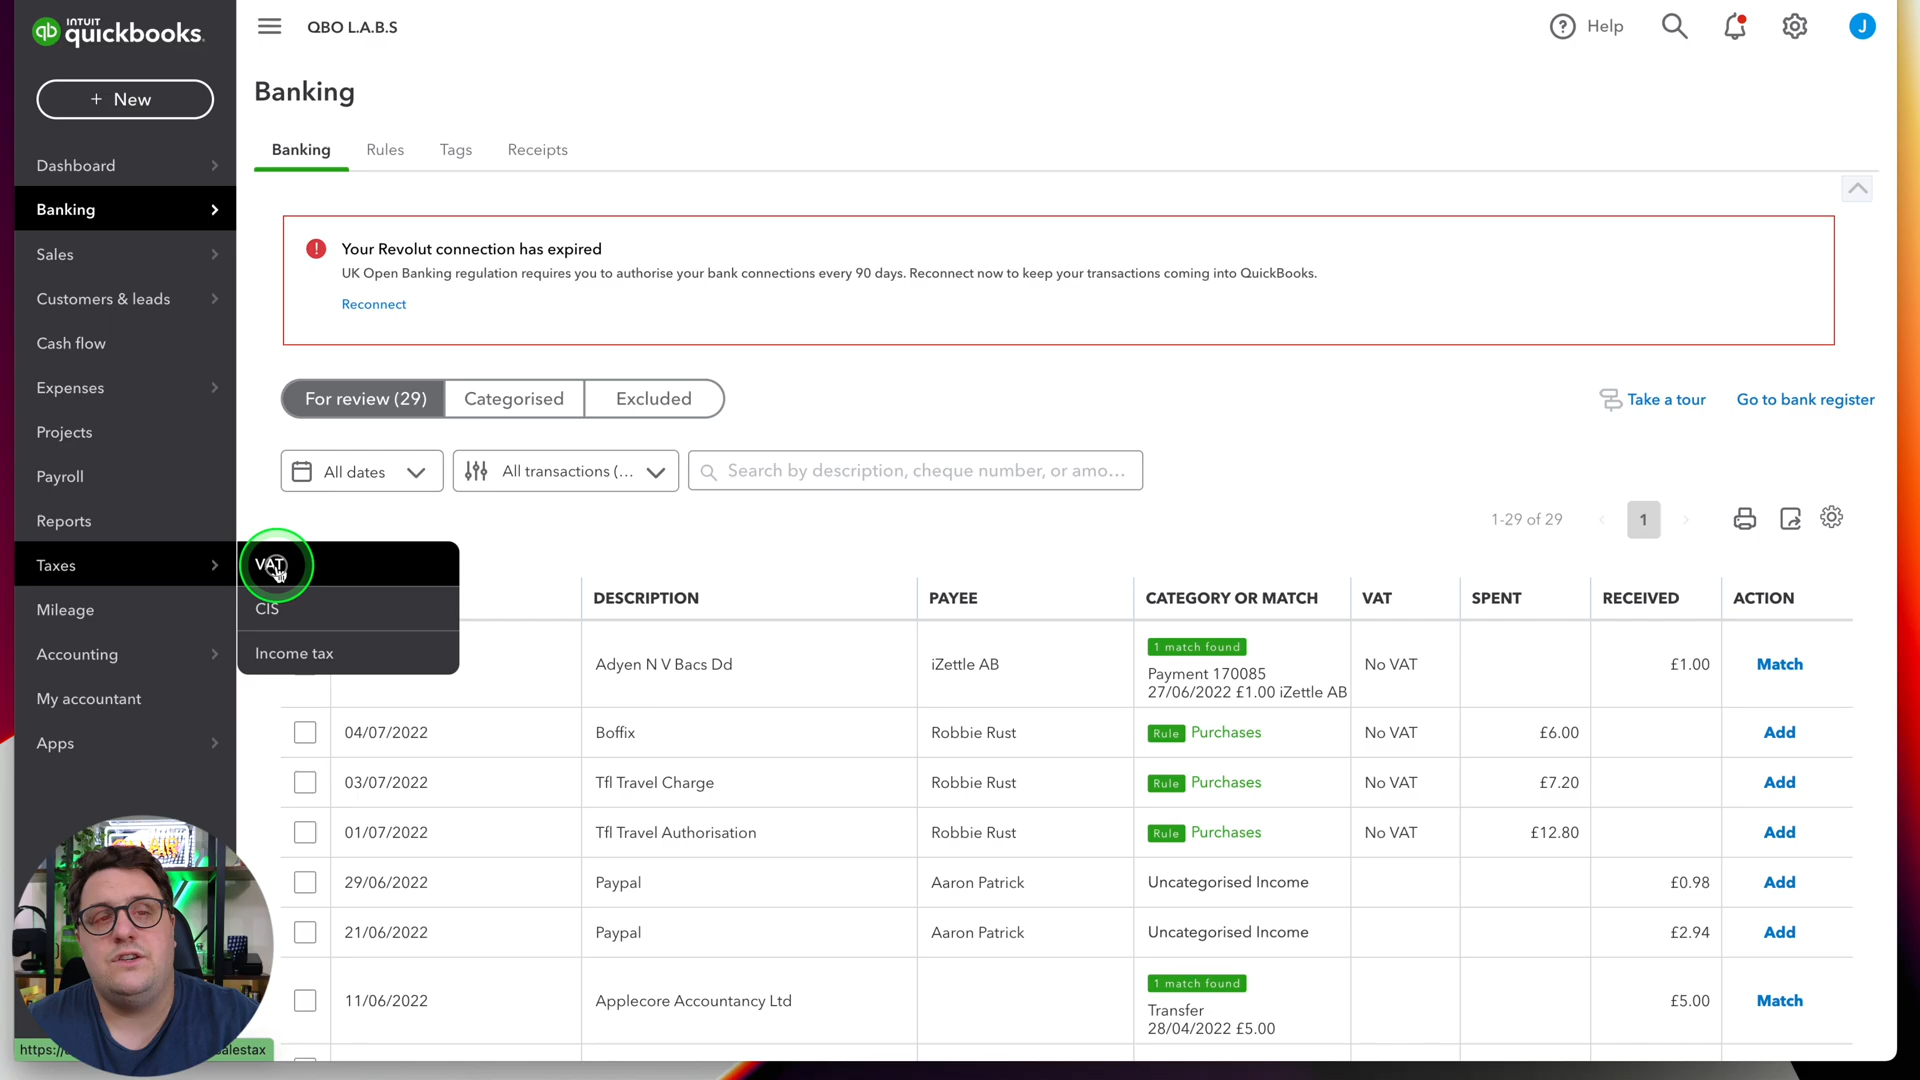 INTUIT
quickbooks
QBO L.A.B.S
Help
J
+ New
Banking
Dashboard
Banking
Sales
Customers & leads
Cash flow
Expenses
Projects
Payroll
Reports
Taxes
Mileage
Accounting
My accountant
Apps
VAT
CIS
Income tax
Banking Rules Tags Receipts
Your Revolut connection has expired
UK Open Banking regulation requires you to authorise your bank connections every 90 days. Reconnect now to keep your transactions coming into QuickBooks.
Reconnect
For review (29) Categorised Excluded
Take a tour Go to bank register
All dates All transactions (... Search by description, cheque number, or amo...
1-29 of 29 1
DESCRIPTION PAYEE CATEGORY OR MATCH VAT SPENT RECEIVED ACTION
1 match found
Adyen N V Bacs Dd iZettle AB Payment 170085 No VAT £1.00 Match
27/06/2022 £1.00 iZettle AB
04/07/2022 Boffix Robbie Rust Rule Purchases No VAT £6.00 Add
03/07/2022 Tfl Travel Charge Robbie Rust Rule Purchases No VAT £7.20 Add
01/07/2022 Tfl Travel Authorisation Robbie Rust Rule Purchases No VAT £12.80 Add
29/06/2022 Paypal Aaron Patrick Uncategorised Income £0.98 Add
21/06/2022 Paypal Aaron Patrick Uncategorised Income £2.94 Add
1 match found
11/06/2022 Applecore Accountancy Ltd Transfer £5.00 Match
28/04/2022 £5.00
https:/